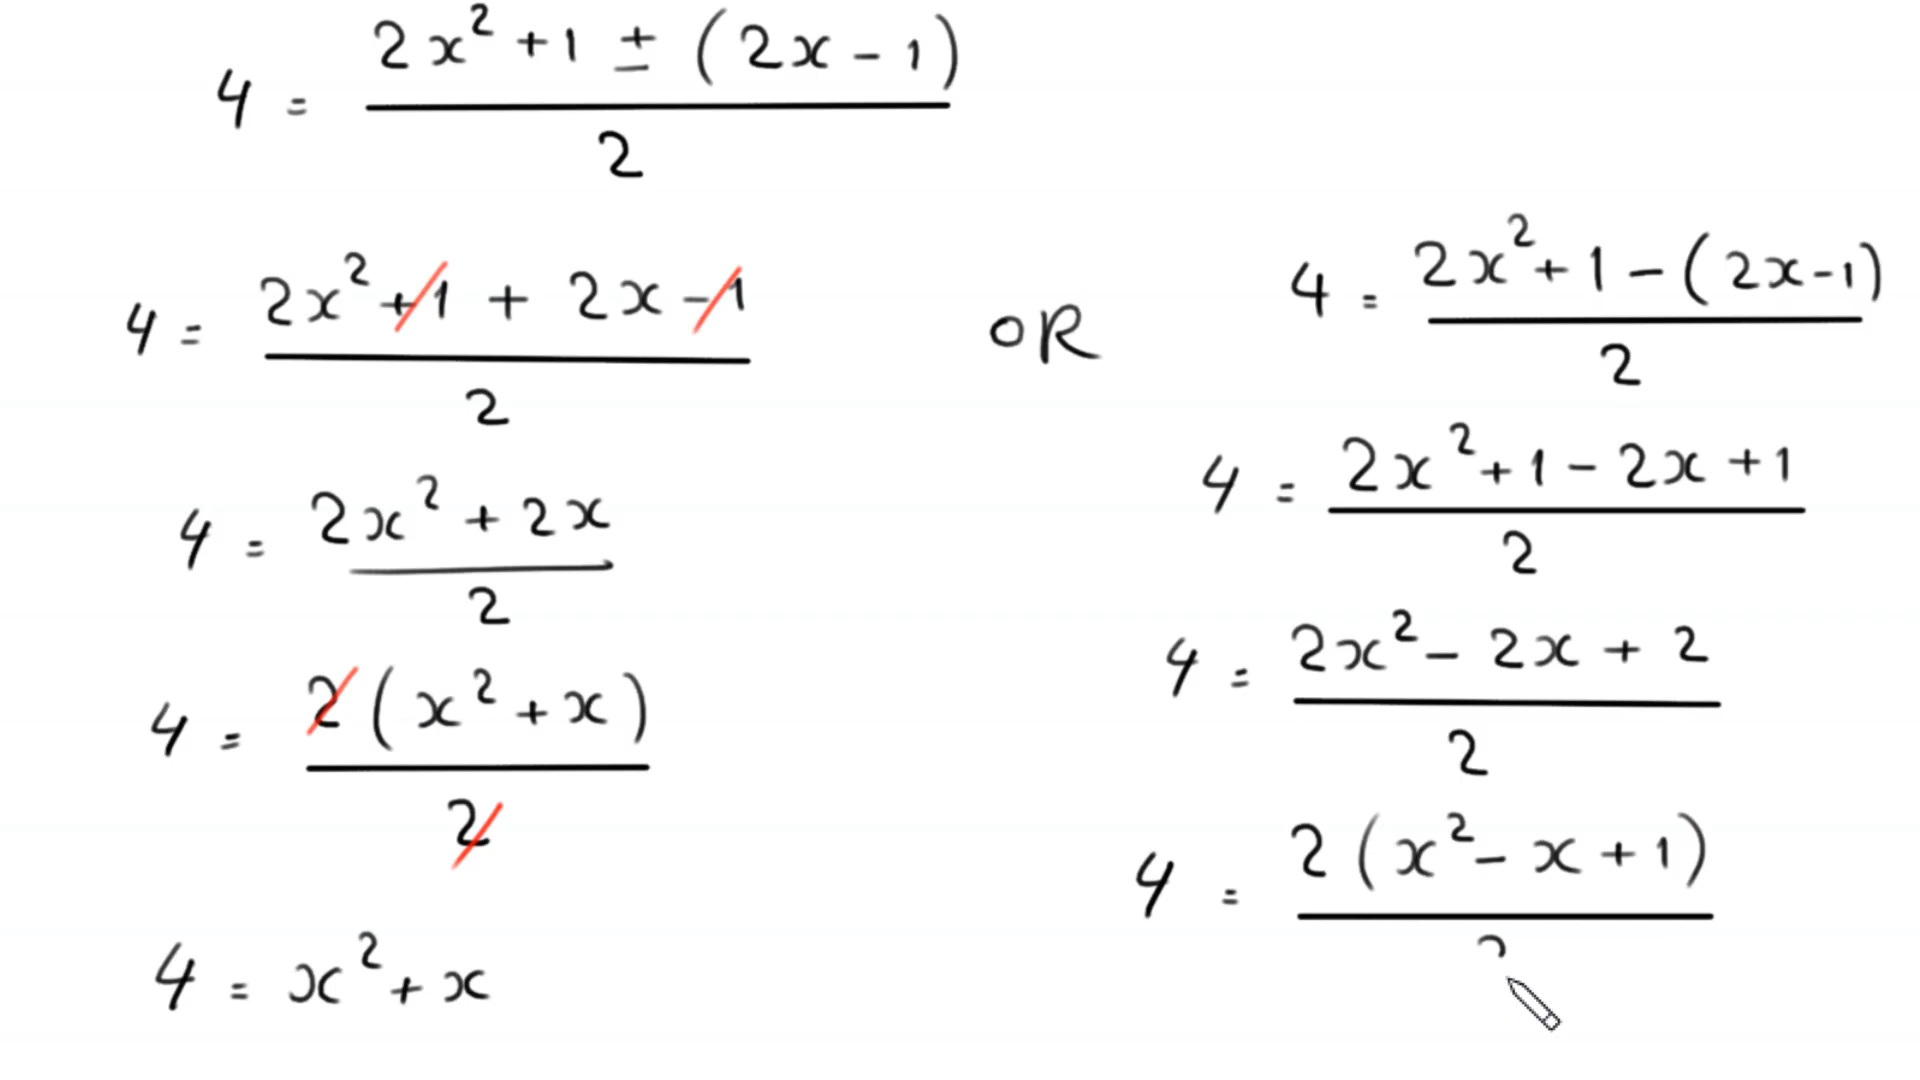 4 = (2x² + 1 ± (2x - 1)) / 2
4 = (2x² + 1 + 2x - 1) / 2
4 = (2x² + 2x) / 2
4 = 2(x² + x) / 2
4 = x² + x
OR
4 = (2x² + 1 - (2x - 1)) / 2
4 = (2x² + 1 - 2x + 1) / 2
4 = (2x² - 2x + 2) / 2
4 = 2(x² - x + 1)